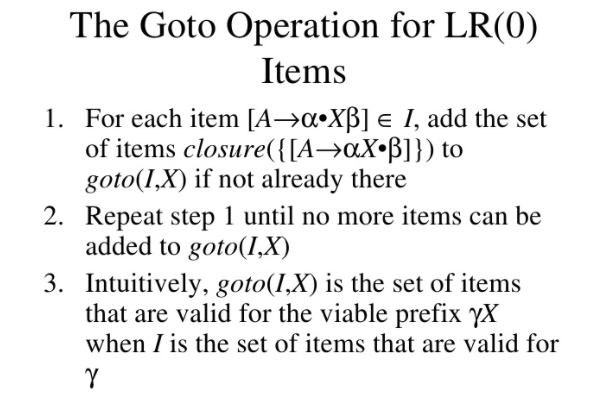 The Goto Operation for LR(0)
Items
1. For each item [A→α•Xβ] ∈ I, add the set
of items closure({[A→αX•β]}) to
goto(I,X) if not already there
2. Repeat step 1 until no more items can be
added to goto(I,X)
3. Intuitively, goto(I,X) is the set of items
that are valid for the viable prefix γX
when I is the set of items that are valid for
γ